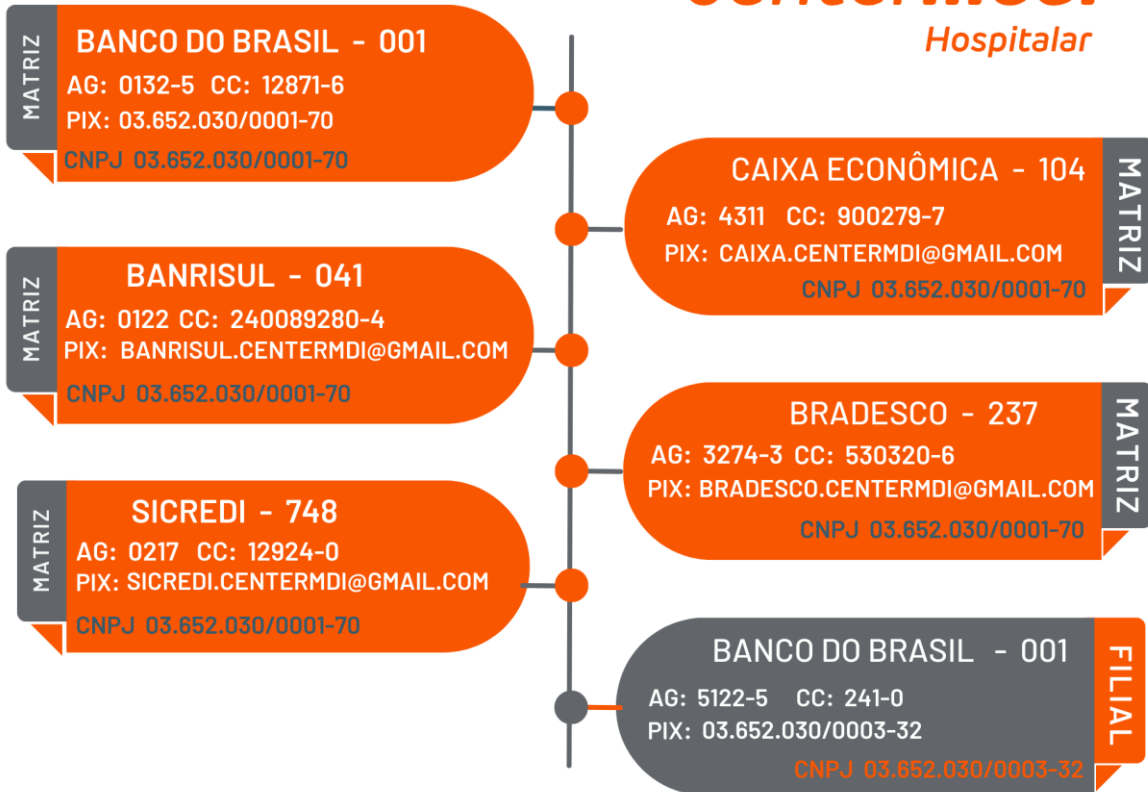 Hospitalar
MATRIZ
BANCO DO BRASIL - 001
AG: 0132-5 CC: 12871-6
PIX: 03.652.030/0001-70
CNPJ 03.652.030/0001-70
CAIXA ECONÔMICA - 104
AG: 4311 CC: 900279-7
PIX: CAIXA.CENTERMDI@GMAIL.COM
CNPJ 03.652.030/0001-70
MATRIZ
MATRIZ
BANRISUL - 041
AG: 0122 CC: 240089280-4
PIX: BANRISUL.CENTERMDI@GMAIL.COM
CNPJ 03.652.030/0001-70
BRADESCO - 237
AG: 3274-3 CC: 530320-6
PIX: BRADESCO.CENTERMDI@GMAIL.COM
CNPJ 03.652.030/0001-70
MATRIZ
MATRIZ
SICREDI - 748
AG: 0217 CC: 12924-0
PIX: SICREDI.CENTERMDI@GMAIL.COM
CNPJ 03.652.030/0001-70
BANCO DO BRASIL - 001
AG: 5122-5 CC: 241-0
PIX: 03.652.030/0003-32
CNPJ 03.652.030/0003-32
FILIAL